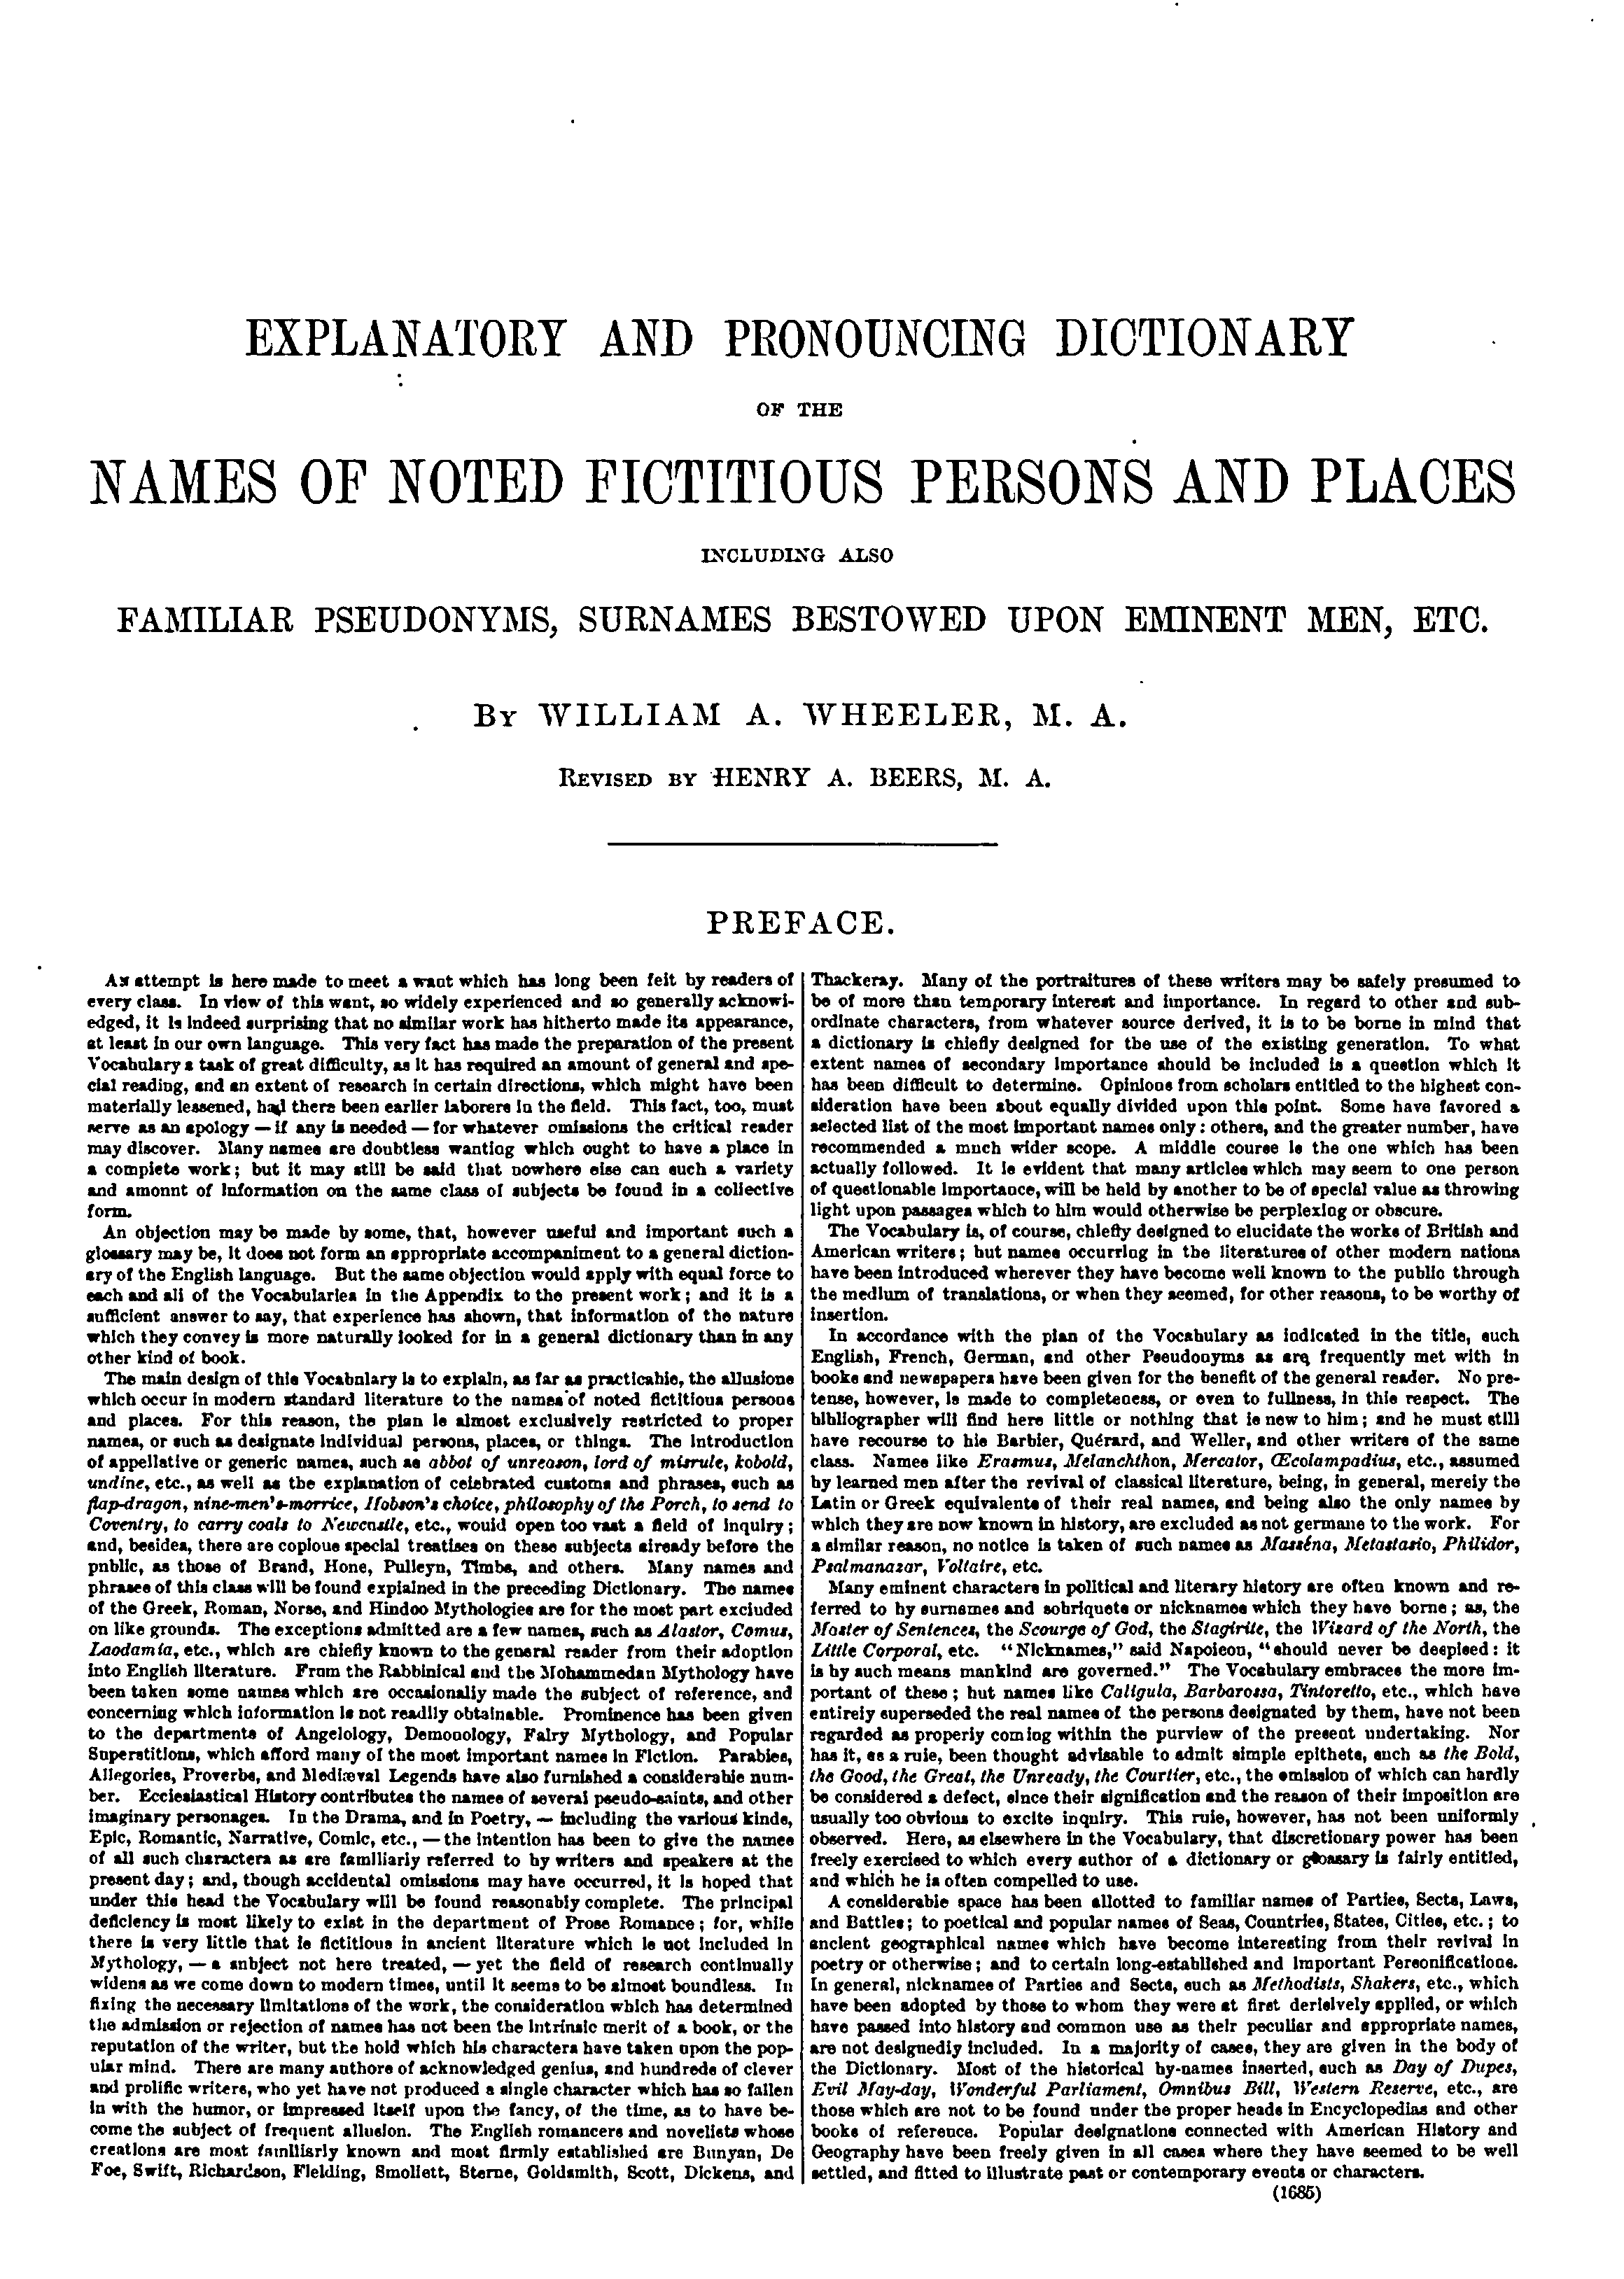 EXPLANATORY AND PRONOUNCING DICTIONARY
OF THE
NAMES OF NOTED FICTITIOUS PERSONS AND PLACES
INCLUDING ALSO
FAMILIAR PSEUDONYMS, SURNAMES BESTOWED UPON EMINENT MEN, ETC.
BY WILLIAM A. WHEELER, M. A.
REVISED BY HENRY A. BEERS, M. A.
PREFACE.
AN attempt is here made to meet a want which has long been felt by readers of
every class. In view of this want, so widely experienced and so generally acknowl-
edged, it is indeed surprising that no similar work has hitherto made its appearance,
at least in our own language. This very fact has made the preparation of the present
Vocabulary a task of great difficulty, as it has required an amount of general and spe-
cial reading, and an extent of research in certain directions, which might have been
materially lessened, had there been earlier laborers in the field. This fact, too, must
serve as an apology — if any is needed — for whatever omissions the critical reader
may discover. Many names are doubtless wanting which ought to have a place in
a complete work; but it may still be said that nowhere else can such a variety
and amount of information on the same class of subjects be found in a collective
form.
An objection may be made by some, that, however useful and important such a
glossary may be, it does not form an appropriate accompaniment to a general diction-
ary of the English language. But the same objection would apply with equal force to
each and all of the Vocabularies in the Appendix to the present work; and it is a
sufficient answer to say, that experience has shown, that information of the nature
which they convey is more naturally looked for in a general dictionary than in any
other kind of book.
The main design of this Vocabulary is to explain, as far as practicable, the allusions
which occur in modern standard literature to the names of noted fictitious persons
and places. For this reason, the plan is almost exclusively restricted to proper
names, or such as designate individual persons, places, or things. The introduction
of appellative or generic names, such as abbot of unreason, lord of misrule, kobold,
undine, etc., as well as the explanation of celebrated customs and phrases, such as
flap-dragon, nine-men's-morrice, Hobson's choice, philosophy of the Porch, to send to
Coventry, to carry coals to Newcastle, etc., would open too vast a field of inquiry;
and, besides, there are copious special treatises on these subjects already before the
public, as those of Brand, Hone, Pulleyn, Timbs, and others. Many names and
phrases of this class will be found explained in the preceding Dictionary. The names
of the Greek, Roman, Norse, and Hindoo Mythologies are for the most part excluded
on like grounds. The exceptions admitted are a few names, such as Alastor, Comus,
Laodamia, etc., which are chiefly known to the general reader from their adoption
into English literature. From the Rabbinical and the Mohammedan Mythology have
been taken some names which are occasionally made the subject of reference, and
concerning which information is not readily obtainable. Prominence has been given
to the departments of Angelology, Demonology, Fairy Mythology, and Popular
Superstitions, which afford many of the most important names in Fiction. Parables,
Allegories, Proverbs, and Mediæval Legends have also furnished a considerable num-
ber. Ecclesiastical History contributes the names of several pseudo-saints, and other
imaginary personages. In the Drama, and in Poetry, — including the various kinds,
Epic, Romantic, Narrative, Comic, etc., — the intention has been to give the names
of all such characters as are familiarly referred to by writers and speakers at the
present day; and, though accidental omissions may have occurred, it is hoped that
under this head the Vocabulary will be found reasonably complete. The principal
deficiency is most likely to exist in the department of Prose Romance; for, while
there is very little that is fictitious in ancient literature which is not included in
Mythology, — a subject not here treated, — yet the field of research continually
widens as we come down to modern times, until it seems to be almost boundless. In
fixing the necessary limitations of the work, the consideration which has determined
the admission or rejection of names has not been the intrinsic merit of a book, or the
reputation of the writer, but the hold which his characters have taken upon the pop-
ular mind. There are many authors of acknowledged genius, and hundreds of clever
and prolific writers, who yet have not produced a single character which has so fallen
in with the humor, or impressed itself upon the fancy, of the time, as to have be-
come the subject of frequent allusion. The English romancers and novelists whose
creations are most familiarly known and most firmly established are Bunyan, De
Foe, Swift, Richardson, Fielding, Smollett, Sterne, Goldsmith, Scott, Dickens, and
Thackeray. Many of the portraitures of these writers may be safely presumed to
be of more than temporary interest and importance. In regard to other and sub-
ordinate characters, from whatever source derived, it is to be borne in mind that
a dictionary is chiefly designed for the use of the existing generation. To what
extent names of secondary importance should be included is a question which it
has been difficult to determine. Opinions from scholars entitled to the highest con-
sideration have been about equally divided upon this point. Some have favored a
selected list of the most important names only: others, and the greater number, have
recommended a much wider scope. A middle course is the one which has been
actually followed. It is evident that many articles which may seem to one person
of questionable importance, will be held by another to be of special value as throwing
light upon passages which to him would otherwise be perplexing or obscure.
The Vocabulary is, of course, chiefly designed to elucidate the works of British and
American writers; but names occurring in the literatures of other modern nations
have been introduced wherever they have become well known to the public through
the medium of translations, or when they seemed, for other reasons, to be worthy of
insertion.
In accordance with the plan of the Vocabulary as indicated in the title, such
English, French, German, and other Pseudonyms as are frequently met with in
books and newspapers have been given for the benefit of the general reader. No pre-
tense, however, is made to completeness, or even to fullness, in this respect. The
bibliographer will find here little or nothing that is new to him; and he must still
have recourse to his Barbier, Quérard, and Weller, and other writers of the same
class. Names like Erasmus, Melanchthon, Mercator, Œcolampadius, etc., assumed
by learned men after the revival of classical literature, being, in general, merely the
Latin or Greek equivalents of their real names, and being also the only names by
which they are now known in history, are excluded as not germane to the work. For
a similar reason, no notice is taken of such names as Masséna, Metastasio, Philidor,
Psalmanazar, Voltaire, etc.
Many eminent characters in political and literary history are often known and re-
ferred to by surnames and sobriquets or nicknames which they have borne; as, the
Master of Sentences, the Scourge of God, the Stagirite, the Wizard of the North, the
Little Corporal, etc. "Nicknames," said Napoleon, "should never be despised: it
is by such means mankind are governed." The Vocabulary embraces the more im-
portant of these; but names like Caligula, Barbarossa, Tintoretto, etc., which have
entirely superseded the real names of the persons designated by them, have not been
regarded as properly coming within the purview of the present undertaking. Nor
has it, as a rule, been thought advisable to admit simple epithets, such as the Bold,
the Good, the Great, the Unready, the Courtier, etc., the omission of which can hardly
be considered a defect, since their signification and the reason of their imposition are
usually too obvious to excite inquiry. This rule, however, has not been uniformly
observed. Here, as elsewhere in the Vocabulary, that discretionary power has been
freely exercised to which every author of a dictionary or glossary is fairly entitled,
and which he is often compelled to use.
A considerable space has been allotted to familiar names of Parties, Sects, Laws,
and Battles; to poetical and popular names of Seas, Countries, States, Cities, etc.; to
ancient geographical names which have become interesting from their revival in
poetry or otherwise; and to certain long-established and important Personifications.
In general, nicknames of Parties and Sects, such as Methodists, Shakers, etc., which
have been adopted by those to whom they were at first derisively applied, or which
have passed into history and common use as their peculiar and appropriate names,
are not designedly included. In a majority of cases, they are given in the body of
the Dictionary. Most of the historical by-names inserted, such as Day of Dupes,
Evil May-day, Wonderful Parliament, Omnibus Bill, Western Reserve, etc., are
those which are not to be found under the proper heads in Encyclopedias and other
books of reference. Popular designations connected with American History and
Geography have been freely given in all cases where they have seemed to be well
settled, and fitted to illustrate past or contemporary events or characters.
(1685)